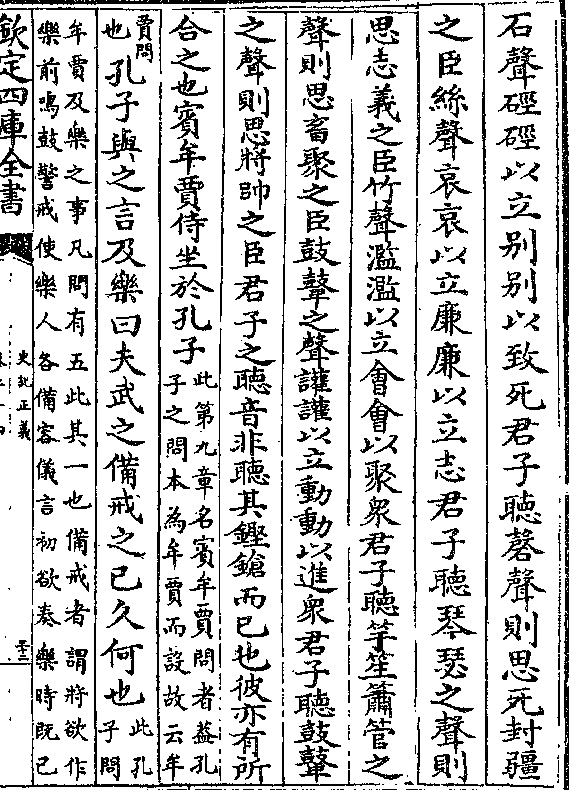 石聲硜硜以立别别以致死君子聽磬聲則思死封疆
之臣絲聲哀哀以立廉廉以立志君子聽琴瑟之聲則
思志義之臣竹聲濫濫以立會會以聚衆君子聽竽笙簫管之
聲則思畜聚之臣鼓鼙之聲讙讙以立動動以進衆君子聽鼓鼙
之聲則思將帥之臣君子之聽音非聽其鏗鎗而已也彼亦有所
合之也賓牟賈侍坐於孔子
此第九章名賓牟賈問者葢孔
子之問本為牟賈而設故云牟
賈問
也
孔子與之言及樂曰夫武之備戒之已久何也
此孔
子問
牟賈及樂之事凡問有五此其一也備戒者謂將欲作
樂前鳴鼓警戒使樂人各備容儀言初欲奏樂時既已
欽定四庫全書
史記正義